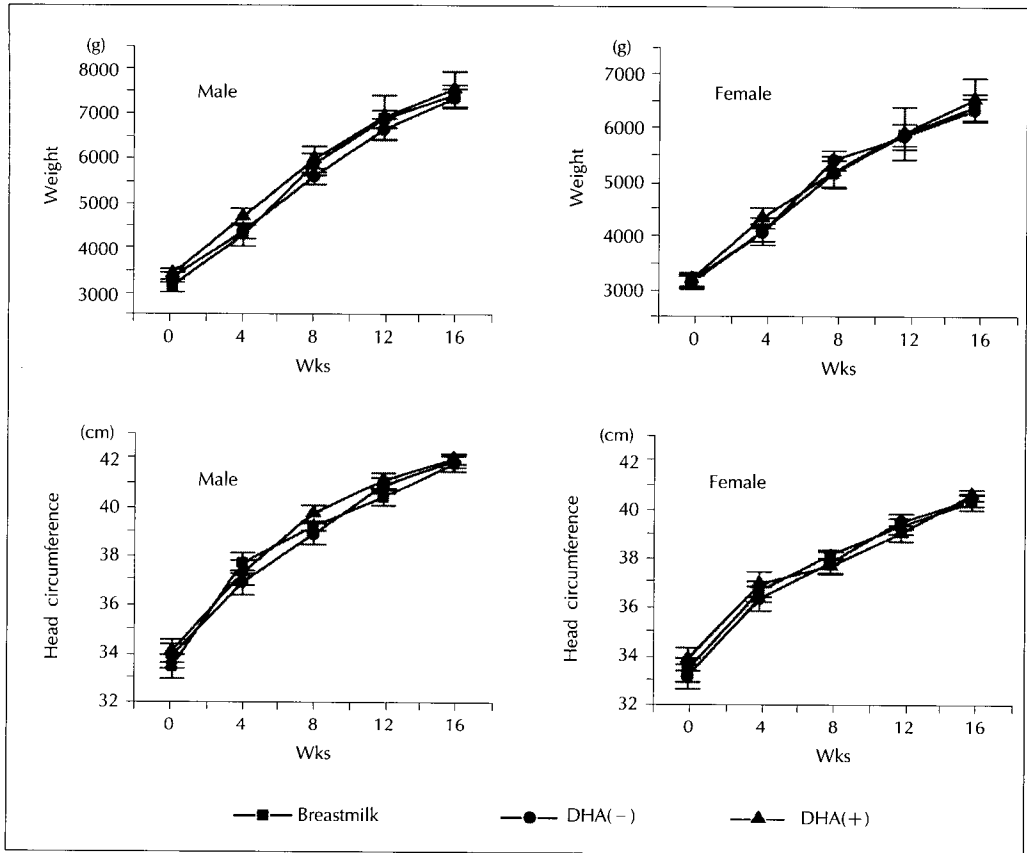 (g)
8000
7000
6000
5000
4000
3000
Weight
Male
0 4 8 12 16
Wks
(g)
7000
6000
5000
4000
3000
Weight
Female
0 4 8 12 16
Wks
(cm)
42
40
38
36
34
32
Head circumference
Male
0 4 8 12 16
Wks
(cm)
42
40
38
36
34
32
Head circumference
Female
0 4 8 12 16
Wks
Breastmilk DHA(−) DHA(+)